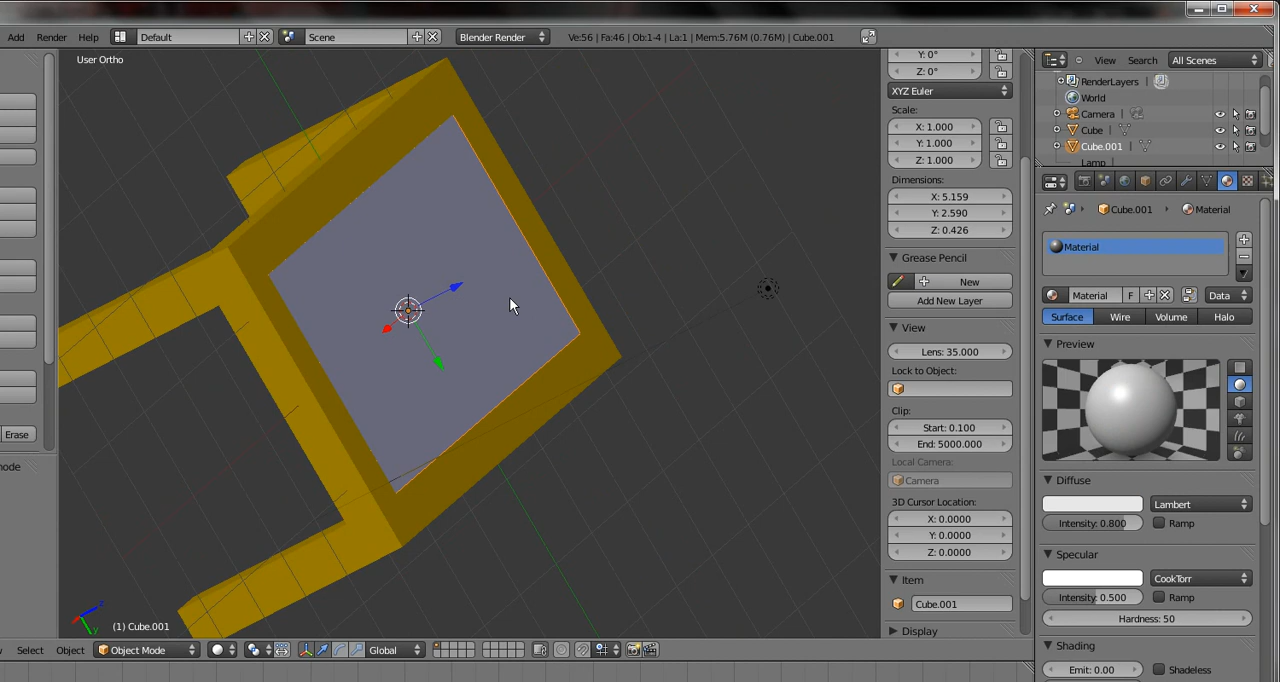 Add Render Help Default Scene Blender Render Ve:56 | Fa:46 | Ob:1-4 | La:1 | Mem:5.76M (0.76M) | Cube.001
User Ortho
Y: 0°
Z: 0°
XYZ Euler
Scale:
X: 1.000
Y: 1.000
Z: 1.000
Dimensions:
X: 5.159
Y: 2.590
Z: 0.426
Grease Pencil
New
Add New Layer
View
Lens: 35.000
Lock to Object:
Clip:
Start: 0.100
End: 5000.000
Local Camera:
Camera
3D Cursor Location:
X: 0.0000
Y: 0.0000
Z: 0.0000
Item
Cube.001
Display
View Search All Scenes
RenderLayers
World
Camera
Cube
Cube.001
Lamp
Cube.001 Material
Material
Material F Data
Surface Wire Volume Halo
Preview
Diffuse
Lambert
Intensity: 0.800 Ramp
Specular
CookTorr
Intensity: 0.500 Ramp
Hardness: 50
Shading
Emit: 0.00 Shadeless
Erase
node
z
y
(1) Cube.001
Select Object Object Mode Global